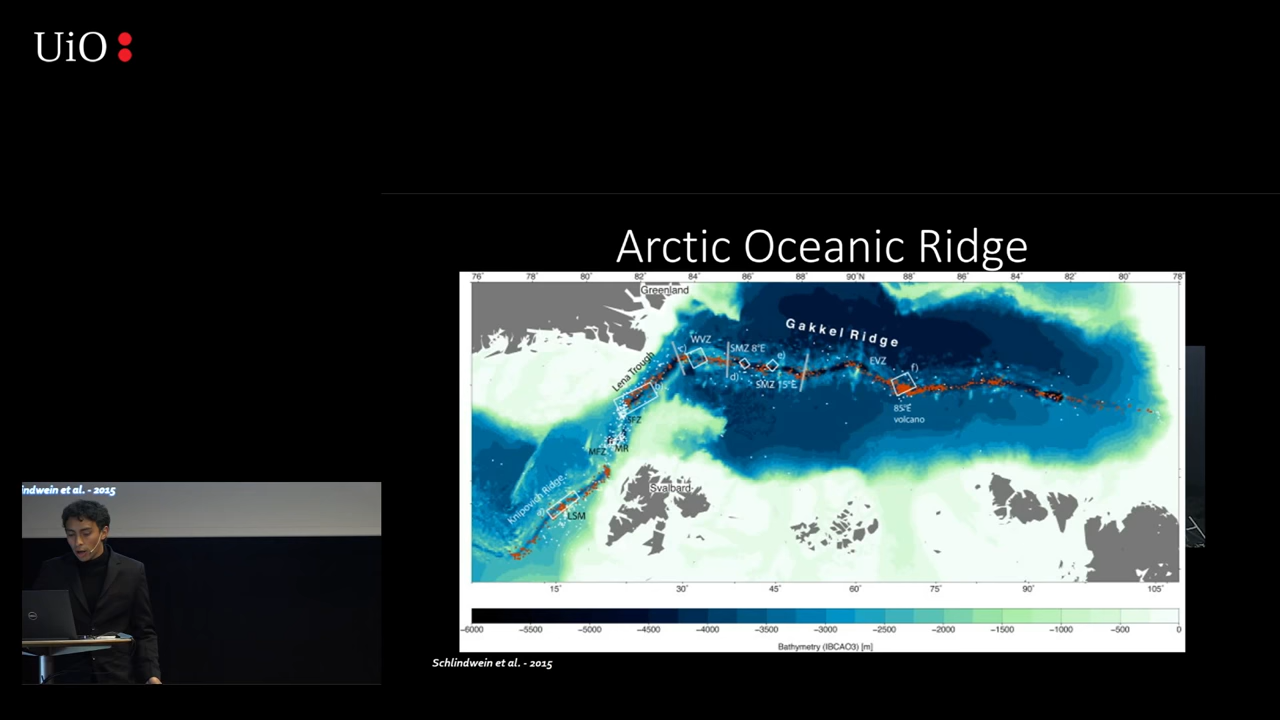 UiO
Arctic Oceanic Ridge
76° 78° 80° 82° 84° 86° 88° 90°N 88° 86° 84° 82° 80° 78°
Greenland
Gakkel Ridge
WVZ
SMZ 8°E
e)
c)
EVZ
f)
Lena Trough
d)
SMZ 15°E
b)
85°E
volcano
MFZ
MR
Svalbard
Knipovich Ridge
a)
LSM
15° 30° 45° 60° 75° 90° 105°
−6000 −5500 −5000 −4500 −4000 −3500 −3000 −2500 −2000 −1500 −1000 −500 0
Bathymetry (IBCAO3) [m]
Schlindwein et al. - 2015
indwein et al. - 2015